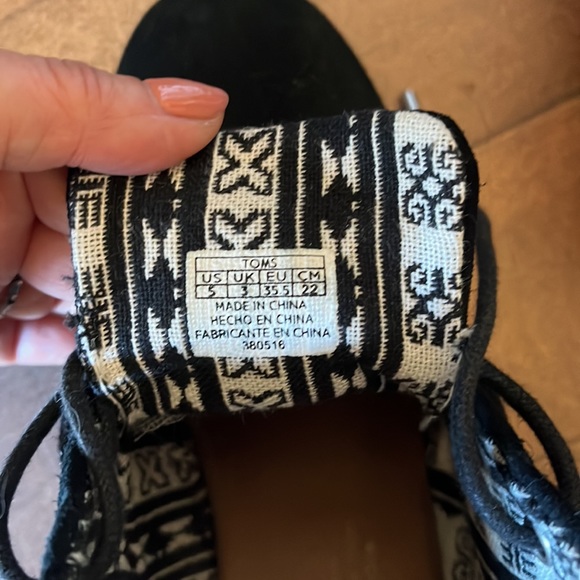 TOMS
US UK EU CM
5 3 35.5 22
MADE IN CHINA
HECHO EN CHINA
FABRICANTE EN CHINA
380516